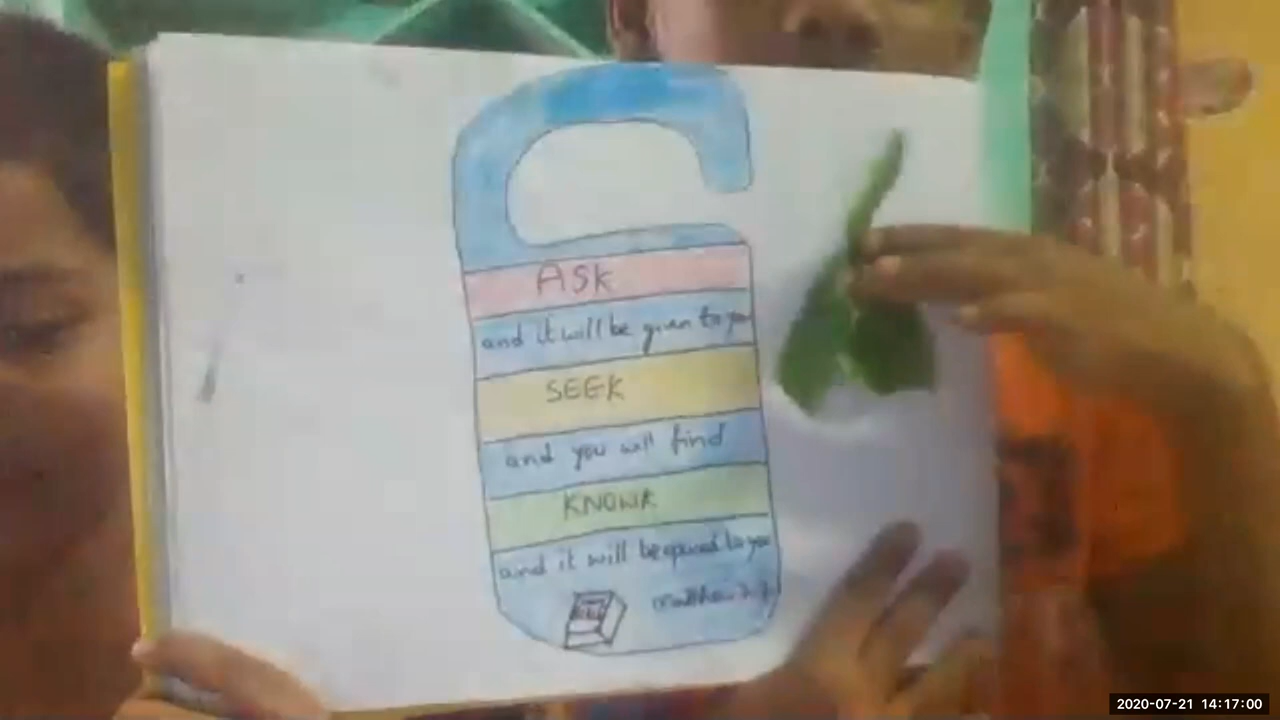 ASK
and it will be given to you
SEEK
and you will find
KNOWK
and it will be opened to you
Matthew 7:7
2020-07-21 14:17:00